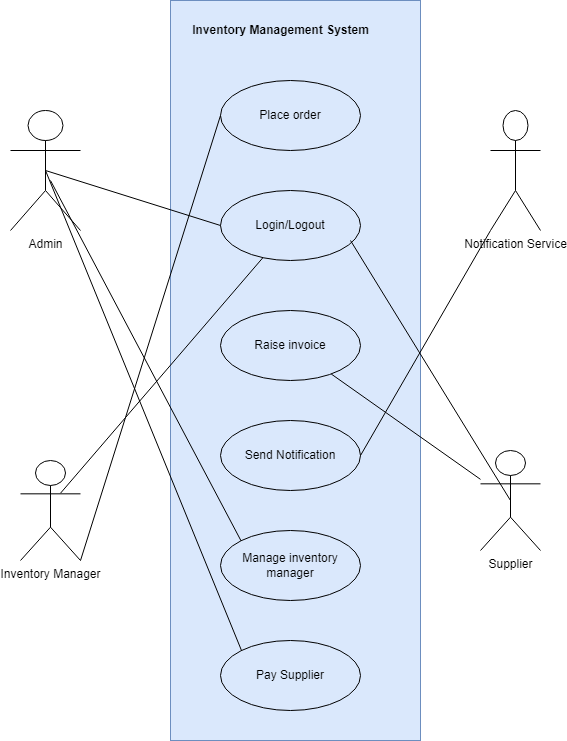 Inventory Management System
Place order
Login/Logout
Admin
Notification Service
Raise invoice
Send Notification
Manage inventory
manager
Inventory Manager
Supplier
Pay Supplier